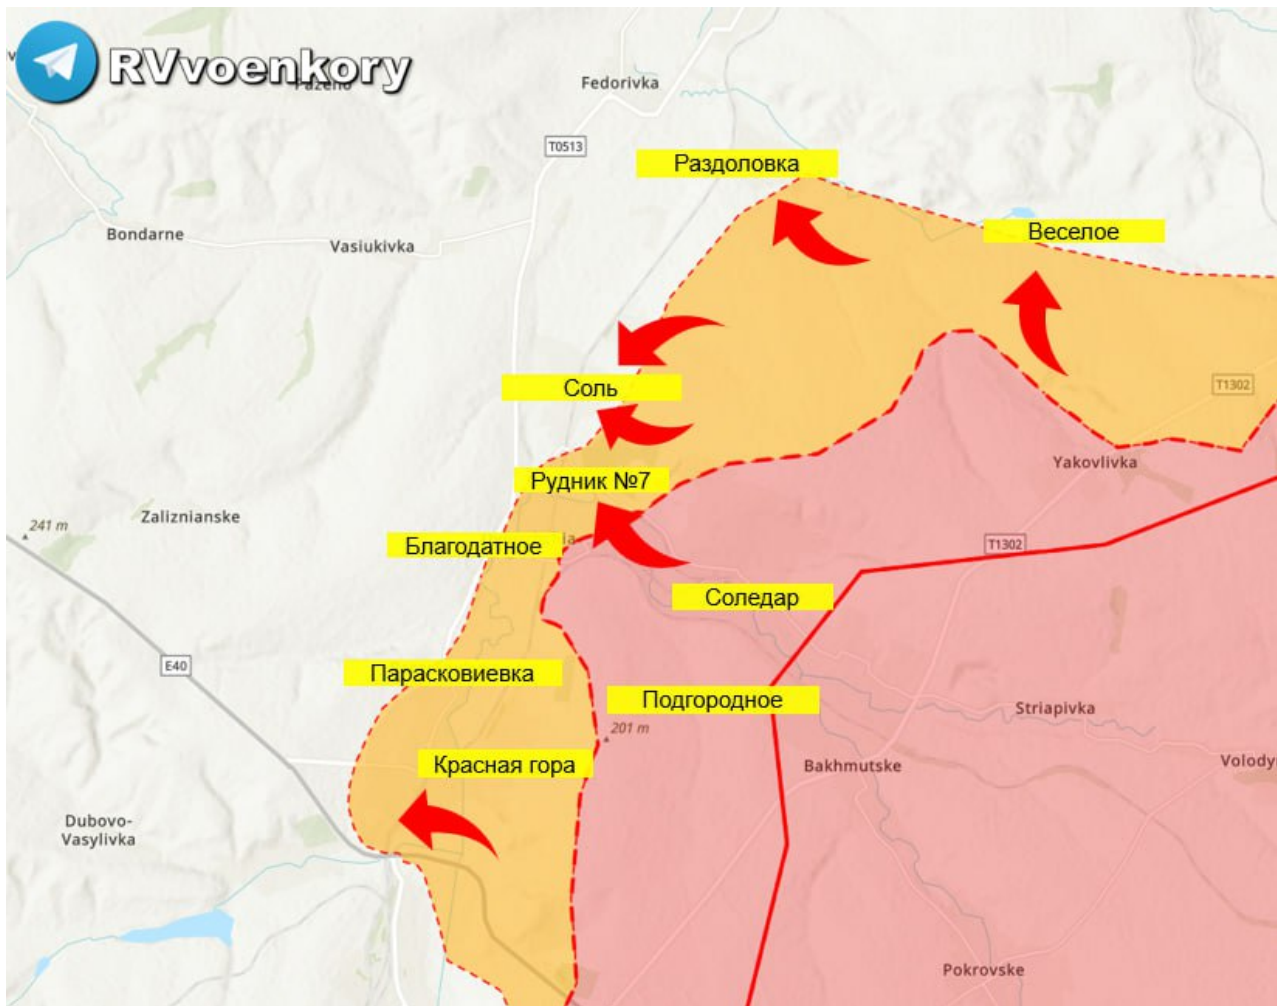 RVvoenkory
Fedorivka
T0513
Раздоловка
Bondarne
Vasiukivka
Веселое
Соль
T1302
Рудник №7
Yakovlivka
241 m
Zaliznianske
Благодатное
T1302
Соледар
E40
Парасковиевка
Подгородное
Striapivka
201 m
Красная гора
Bakhmutske
Volody
Dubovo-
Vasylivka
Pokrovske